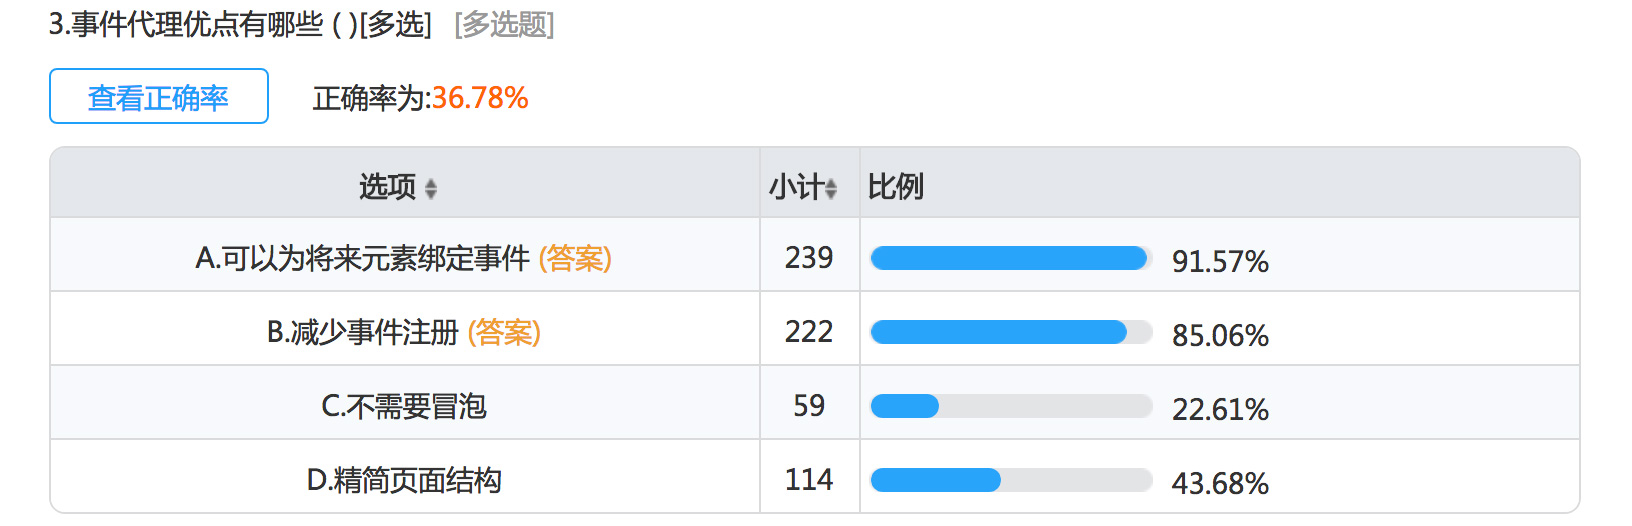 3.事件代理优点有哪些 ( )[多选] [多选题]
查看正确率 正确率为:36.78%
选项 小计 比例
A.可以为将来元素绑定事件 (答案) 239 91.57%
B.减少事件注册 (答案) 222 85.06%
C.不需要冒泡 59 22.61%
D.精简页面结构 114 43.68%